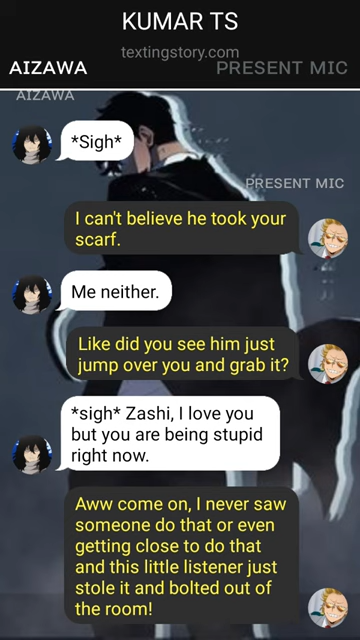 KUMAR TS
textingstory.com
AIZAWA
PRESENT MIC
AIZAWA
*Sigh*
PRESENT MIC
I can't believe he took your
scarf.
Me neither.
Like did you see him just
jump over you and grab it?
*sigh* Zashi, I love you
but you are being stupid
right now.
Aww come on, I never saw
someone do that or even
getting close to do that
and this little listener just
stole it and bolted out of
the room!